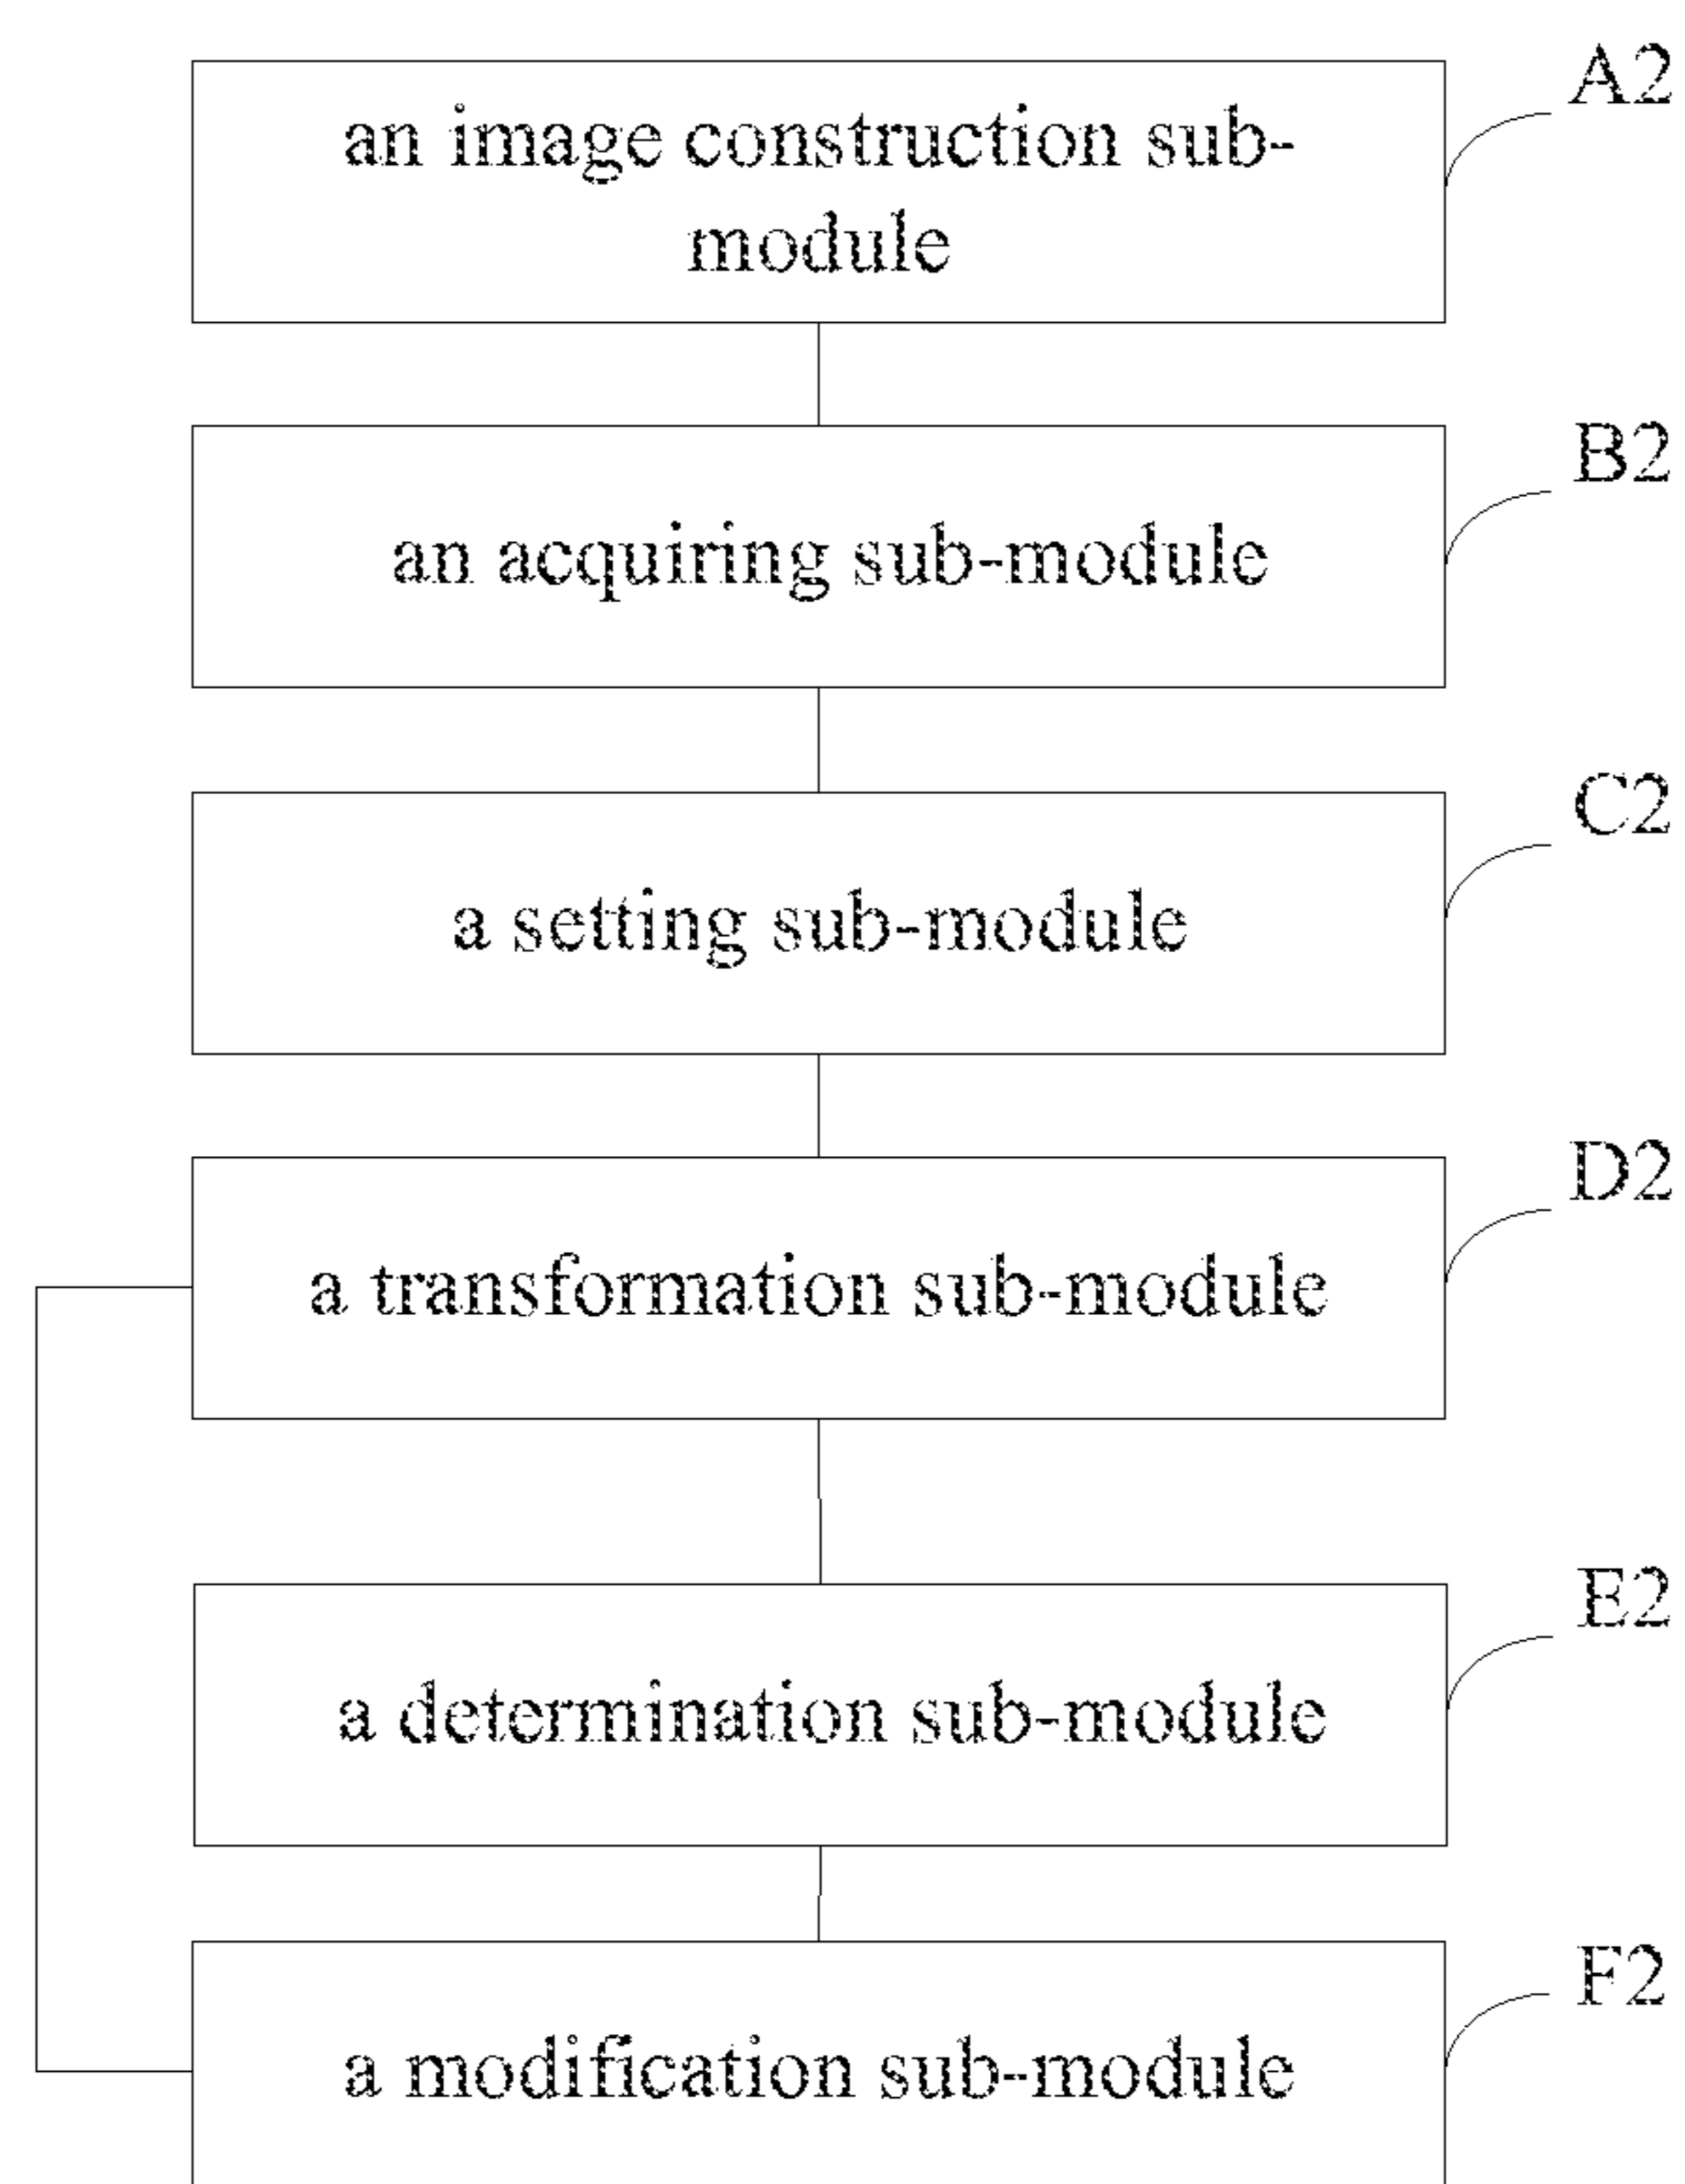 A2
an image construction sub-
module
B2
an acquiring sub-module
C2
a setting sub-module
D2
a transformation sub-module
E2
a determination sub-module
F2
a modification sub-module